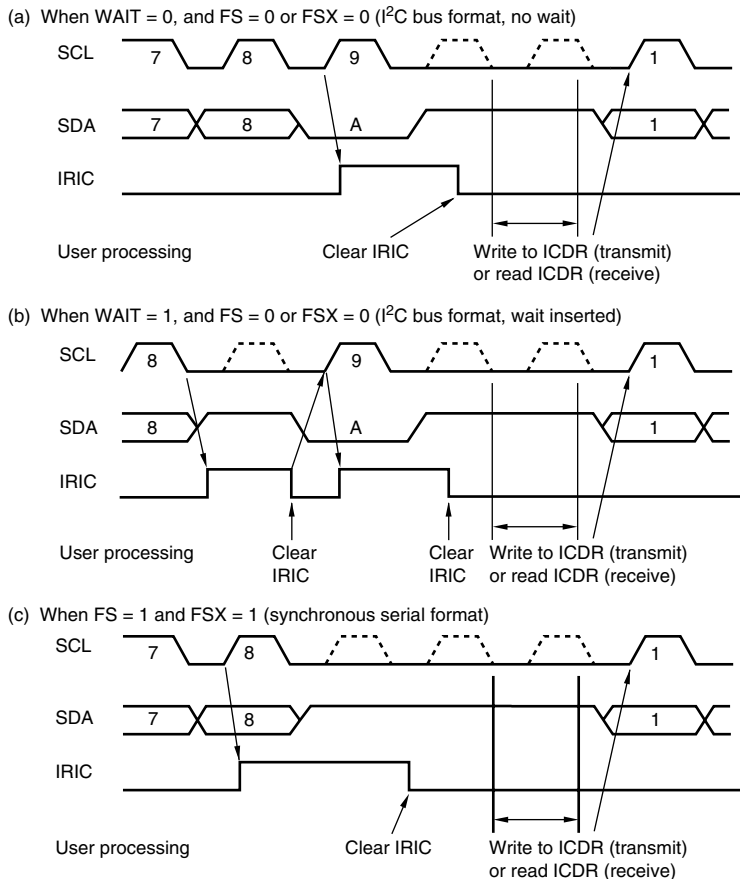 (a) When WAIT = 0, and FS = 0 or FSX = 0 (I²C bus format, no wait)
SCL 7 8 9 1
SDA 7 8 A 1
IRIC
Clear IRIC
User processing
Write to ICDR (transmit)
or read ICDR (receive)
(b) When WAIT = 1, and FS = 0 or FSX = 0 (I²C bus format, wait inserted)
SCL 8 9 1
SDA 8 A 1
IRIC
User processing
Clear
IRIC
Clear
IRIC
Write to ICDR (transmit)
or read ICDR (receive)
(c) When FS = 1 and FSX = 1 (synchronous serial format)
SCL 7 8 1
SDA 7 8 1
IRIC
User processing
Clear IRIC
Write to ICDR (transmit)
or read ICDR (receive)